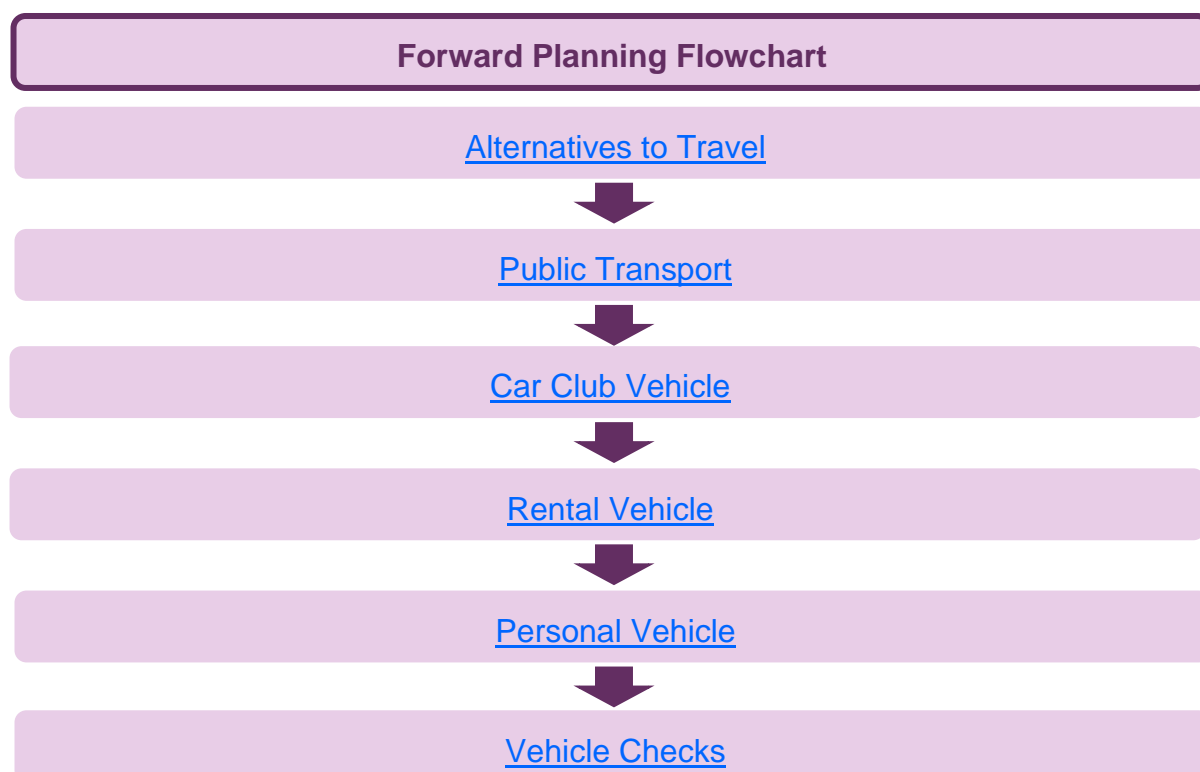 Forward Planning Flowchart
Alternatives to Travel
Public Transport
Car Club Vehicle
Rental Vehicle
Personal Vehicle
Vehicle Checks